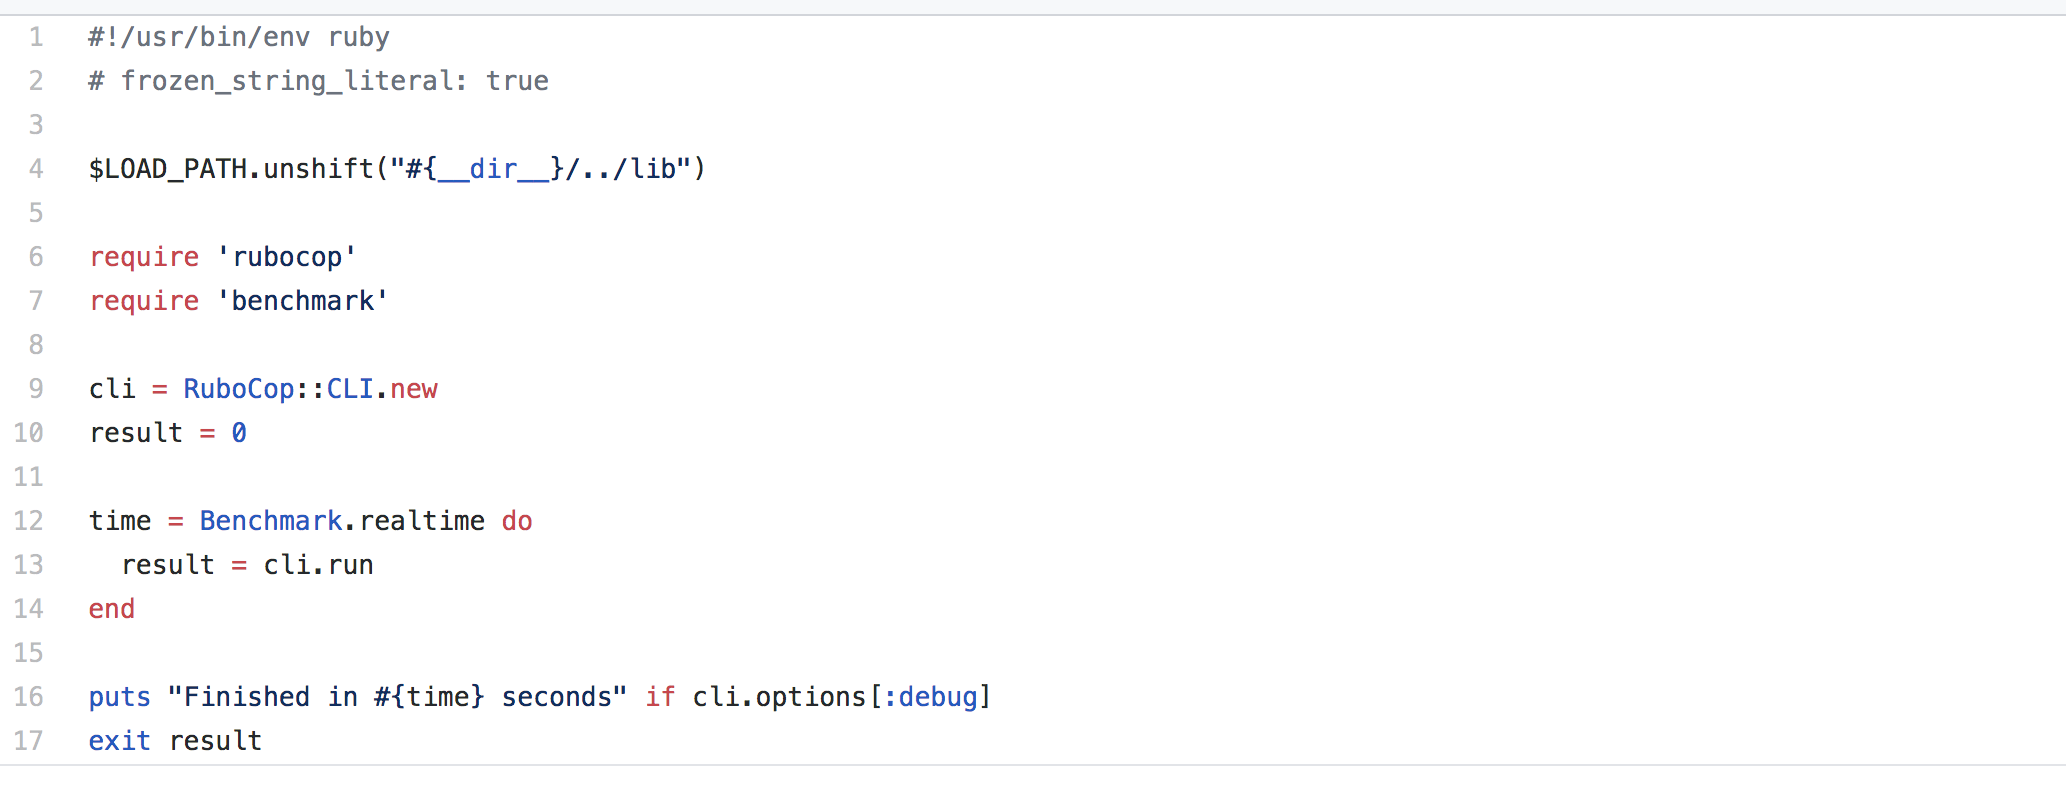 1 #!/usr/bin/env ruby
2 # frozen_string_literal: true
3
4 $LOAD_PATH.unshift("#{__dir__}/../lib")
5
6 require 'rubocop'
7 require 'benchmark'
8
9 cli = RuboCop::CLI.new
10 result = 0
11
12 time = Benchmark.realtime do
13   result = cli.run
14 end
15
16 puts "Finished in #{time} seconds" if cli.options[:debug]
17 exit result